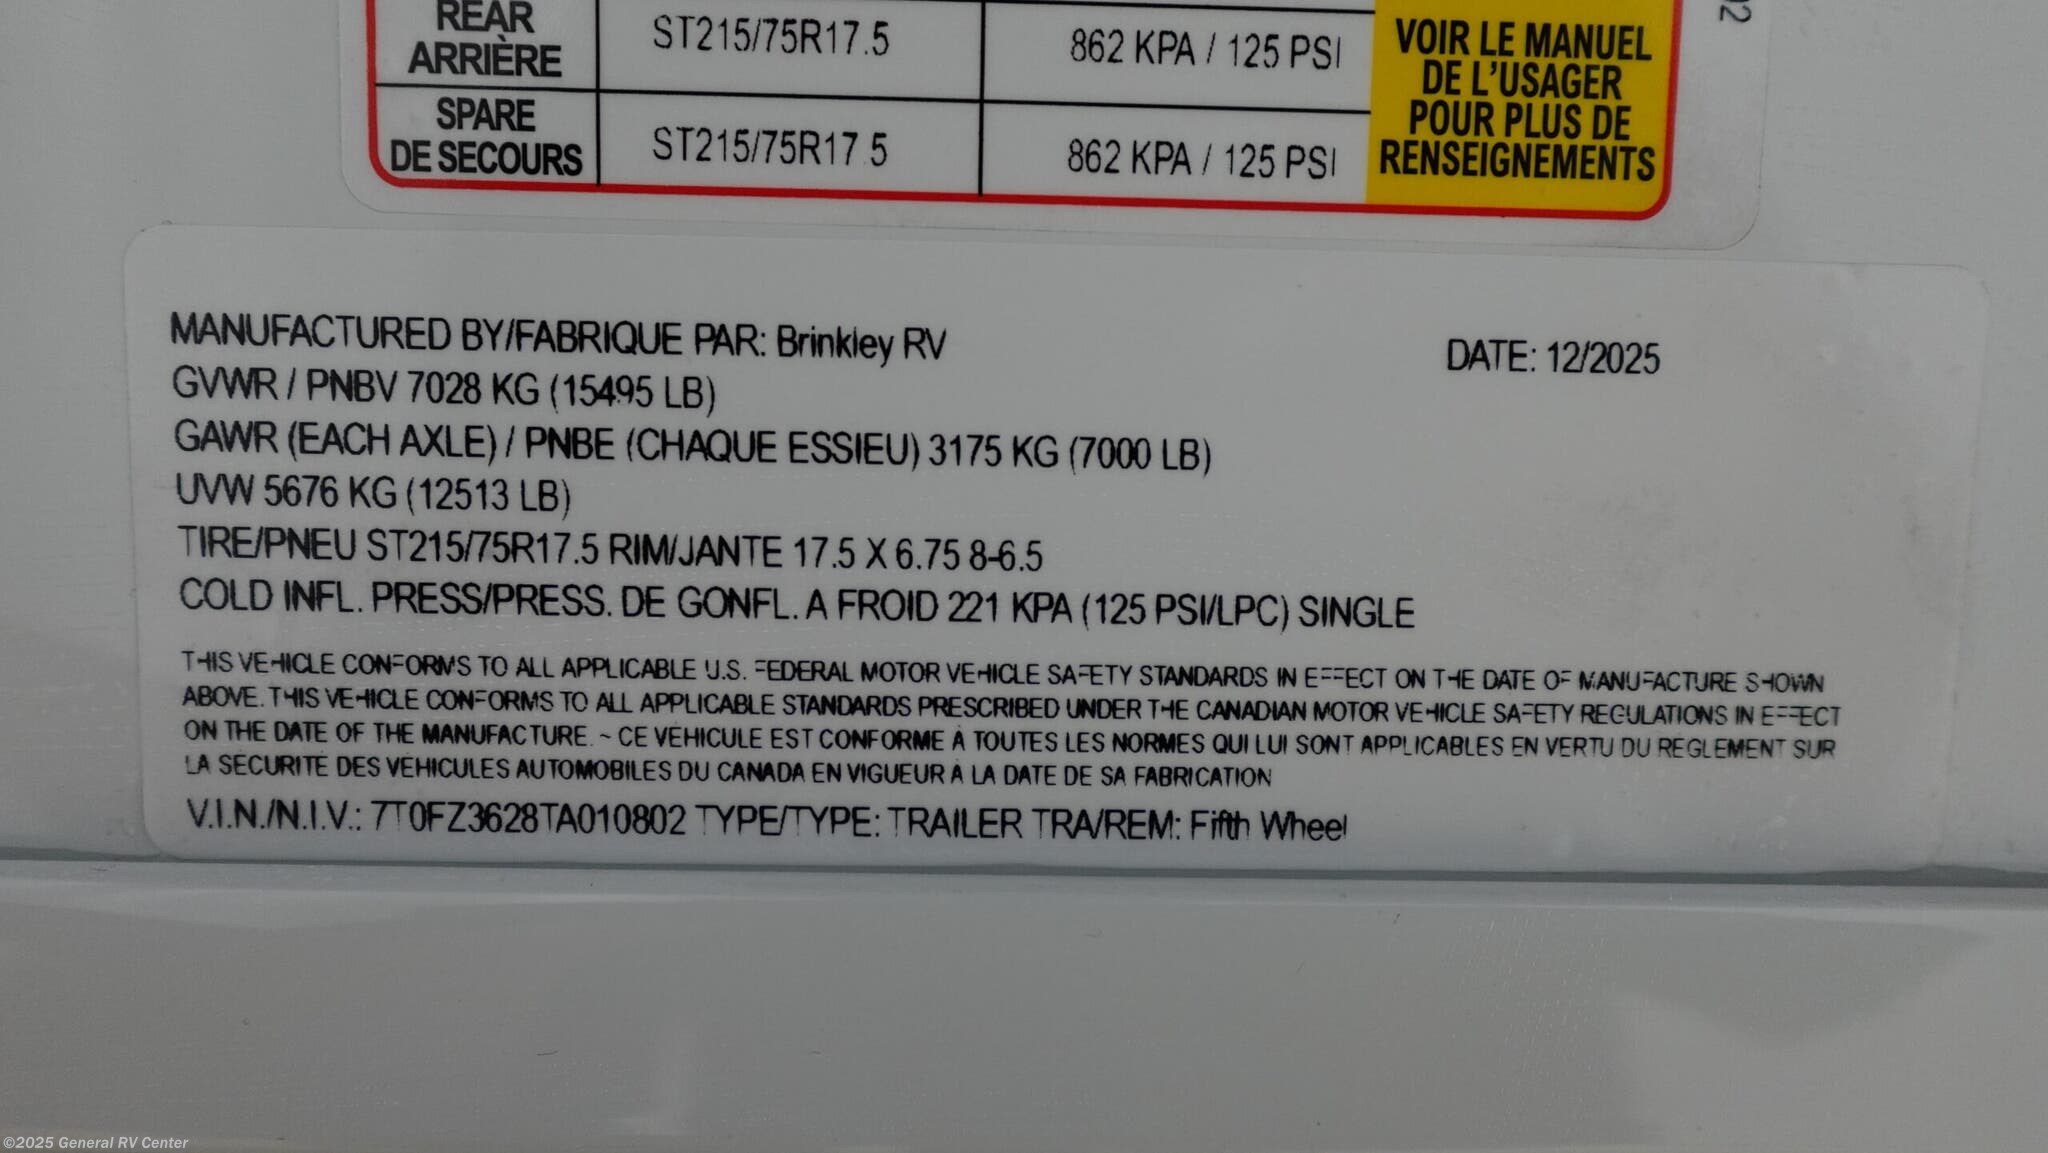 REAR
ARRIÈRE
ST215/75R17.5
862 KPA / 125 PSI
SPARE
DE SECOURS
ST215/75R17.5
862 KPA / 125 PSI
VOIR LE MANUEL
DE L'USAGER
POUR PLUS DE
RENSEIGNEMENTS
MANUFACTURED BY/FABRIQUE PAR: Brinkley RV
DATE: 12/2025
GVWR / PNBV 7028 KG (15495 LB)
GAWR (EACH AXLE) / PNBE (CHAQUE ESSIEU) 3175 KG (7000 LB)
UVW 5676 KG (12513 LB)
TIRE/PNEU ST215/75R17.5 RIM/JANTE 17.5 X 6.75 8-6.5
COLD INFL. PRESS/PRESS. DE GONFL. A FROID 221 KPA (125 PSI/LPC) SINGLE
THIS VEHICLE CONFORMS TO ALL APPLICABLE U.S. FEDERAL MOTOR VEHICLE SAFETY STANDARDS IN EFFECT ON THE DATE OF MANUFACTURE SHOWN
ABOVE. THIS VEHICLE CONFORMS TO ALL APPLICABLE STANDARDS PRESCRIBED UNDER THE CANADIAN MOTOR VEHICLE SAFETY REGULATIONS IN EFFECT
ON THE DATE OF THE MANUFACTURE. ~ CE VEHICULE EST CONFORME À TOUTES LES NORMES QUI LUI SONT APPLICABLES EN VERTU DU REGLEMENT SUR
LA SECURITE DES VEHICULES AUTOMOBILES DU CANADA EN VIGUEUR À LA DATE DE SA FABRICATION
V.I.N./N.I.V.: 7T0FZ3628TA010802 TYPE/TYPE: TRAILER TRA/REM: Fifth Wheel
©2025 General RV Center